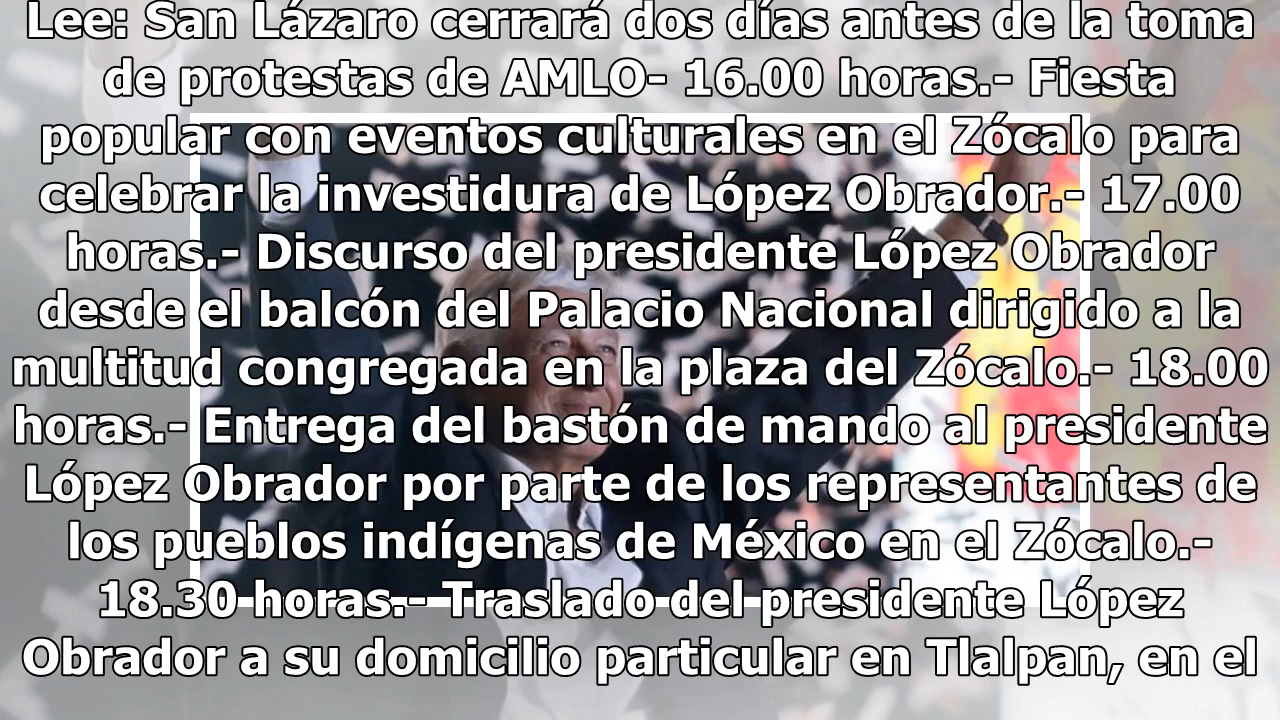 Lee: San Lázaro cerrará dos días antes de la toma
de protestas de AMLO- 16.00 horas.- Fiesta
popular con eventos culturales en el Zócalo para
celebrar la investidura de López Obrador.- 17.00
horas.- Discurso del presidente López Obrador
desde el balcón del Palacio Nacional dirigido a la
multitud congregada en la plaza del Zócalo.- 18.00
horas.- Entrega del bastón de mando al presidente
López Obrador por parte de los representantes de
los pueblos indígenas de México en el Zócalo.-
18.30 horas.- Traslado del presidente López
Obrador a su domicilio particular en Tlalpan, en el